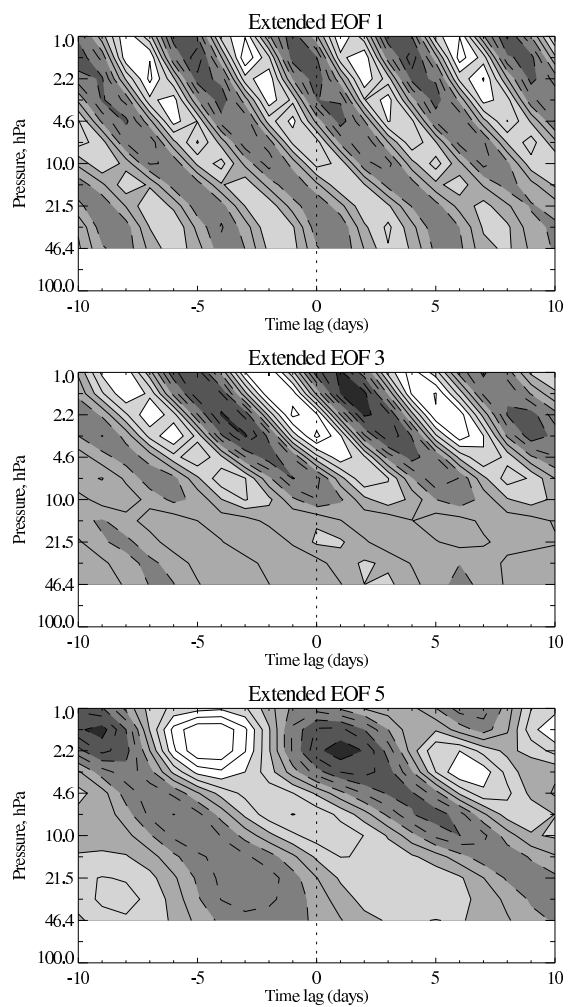 Extended EOF 1
Pressure, hPa
1.0
2.2
4.6
10.0
21.5
46.4
100.0
-10 -5 0 5 10
Time lag (days)
Extended EOF 3
Pressure, hPa
1.0
2.2
4.6
10.0
21.5
46.4
100.0
-10 -5 0 5 10
Time lag (days)
Extended EOF 5
Pressure, hPa
1.0
2.2
4.6
10.0
21.5
46.4
100.0
-10 -5 0 5 10
Time lag (days)